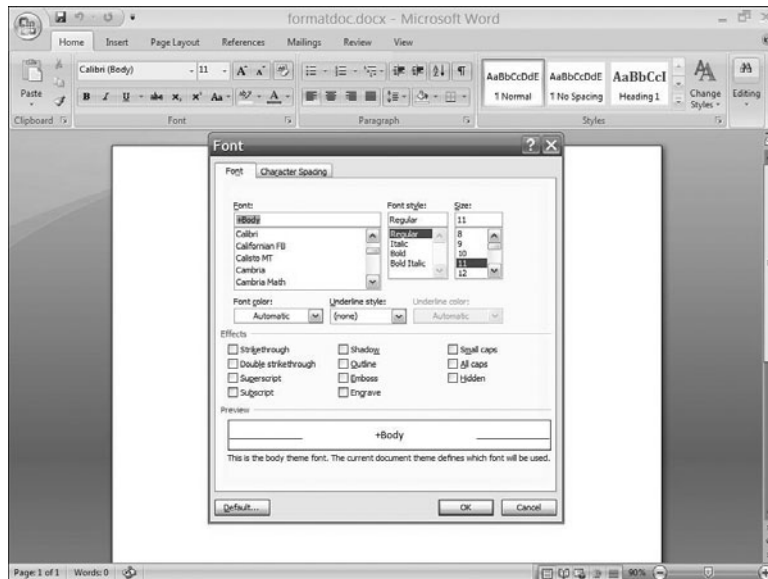 formatdoc.docx - Microsoft Word
Home Insert Page Layout References Mailings Review View
Calibri (Body) 11 A A
Paste
B I U abc x, x² Aa A
AaBbCcDdE AaBbCcDdE AaBbCcI
¶ Normal ¶ No Spacing Heading 1
Change Styles
Editing
Clipboard Font Paragraph Styles
Font
Font Character Spacing
Font: Font style: Size:
+Body Regular 11
Calibri Regular 8
Californian FB Italic 9
Calisto MT Bold 10
Cambria Bold Italic 11
Cambria Math 12
Font color: Underline style: Underline color:
Automatic (none) Automatic
Effects
Strikethrough Shadow Small caps
Double strikethrough Outline All caps
Superscript Emboss Hidden
Subscript Engrave
Preview
+Body
This is the body theme font. The current document theme defines which font will be used.
Default... OK Cancel
Page: 1 of 1 Words: 0 90%